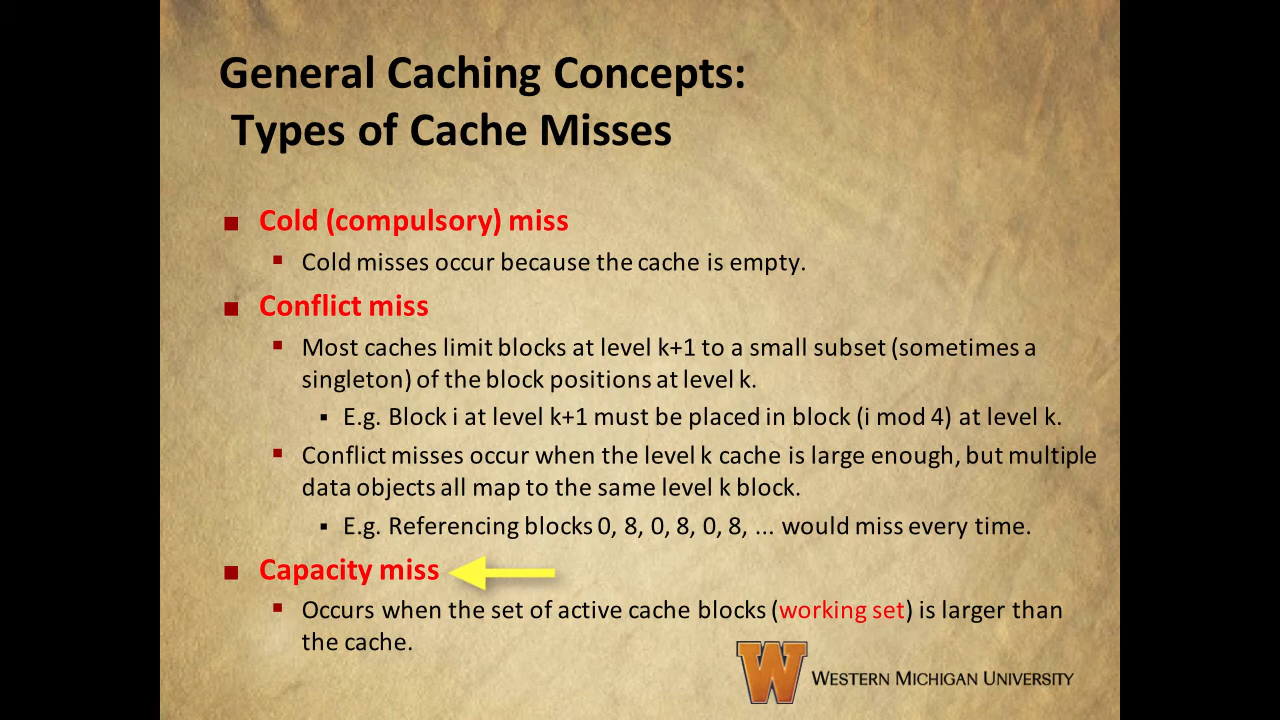 General Caching Concepts:
Types of Cache Misses
Cold (compulsory) miss
Cold misses occur because the cache is empty.
Conflict miss
Most caches limit blocks at level k+1 to a small subset (sometimes a
singleton) of the block positions at level k.
E.g. Block i at level k+1 must be placed in block (i mod 4) at level k.
Conflict misses occur when the level k cache is large enough, but multiple
data objects all map to the same level k block.
E.g. Referencing blocks 0, 8, 0, 8, 0, 8, ... would miss every time.
Capacity miss
Occurs when the set of active cache blocks (working set) is larger than
the cache.
W WESTERN MICHIGAN UNIVERSITY